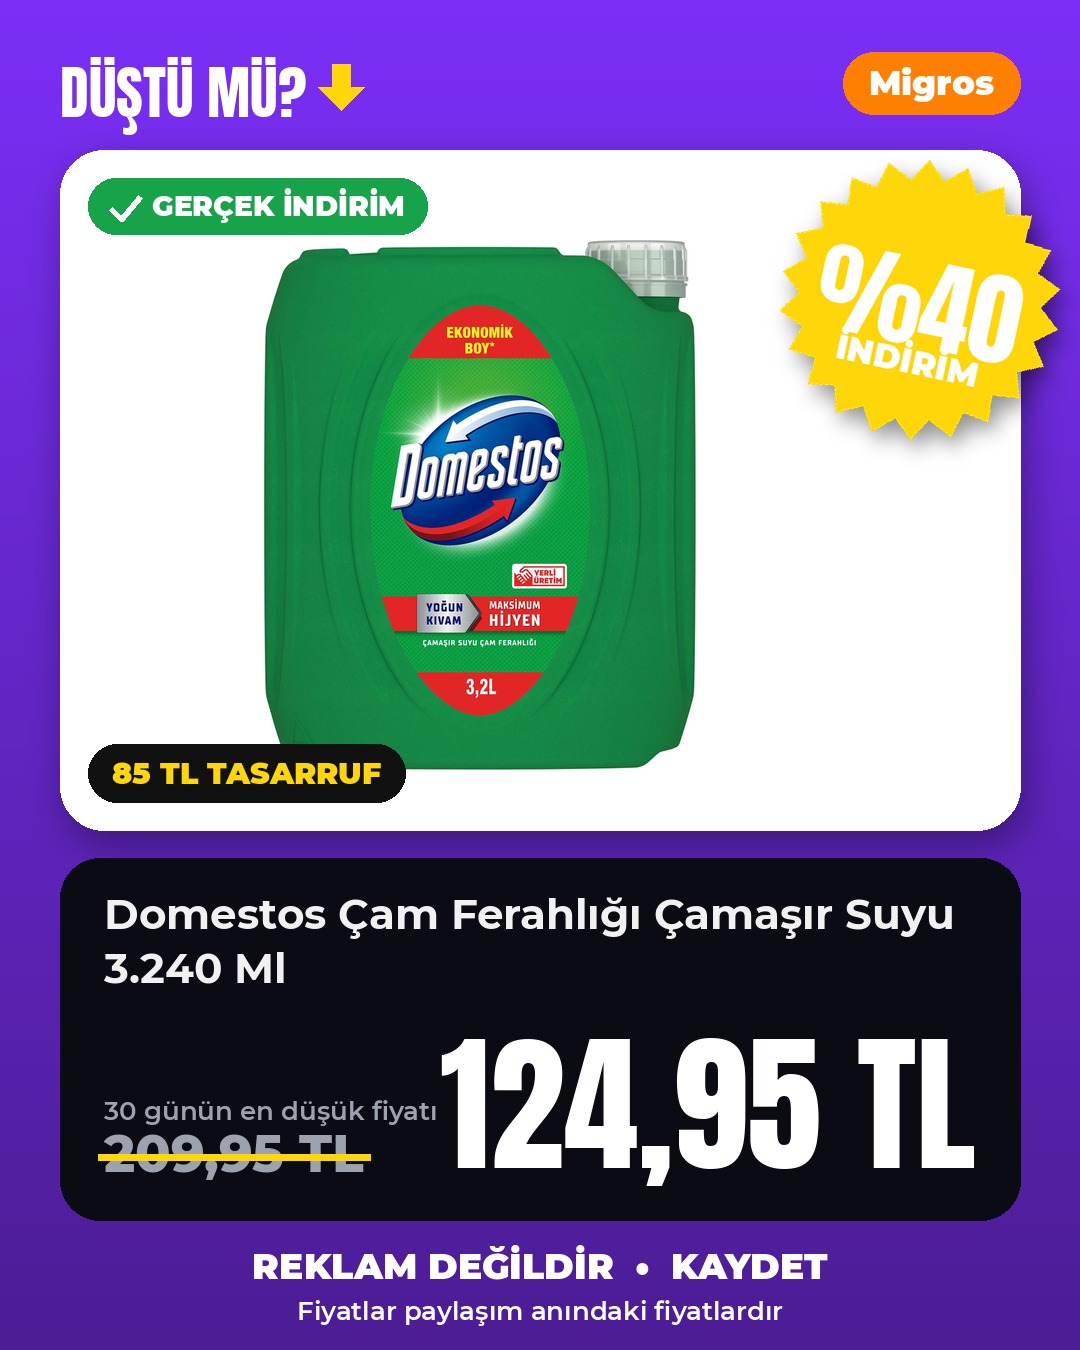 DÜŞTÜ MÜ?
Migros
GERÇEK İNDİRİM
%40
İNDİRİM
EKONOMİK
BOY*
Domestos
YERLİ
ÜRETİM
YOĞUN
KIVAM
MAKSİMUM
HİJYEN
ÇAMAŞIR SUYU ÇAM FERAHLIĞI
3,2L
85 TL TASARRUF
Domestos Çam Ferahlığı Çamaşır Suyu
3.240 Ml
30 günün en düşük fiyatı
209,95 TL
124,95 TL
REKLAM DEĞİLDİR • KAYDET
Fiyatlar paylaşım anındaki fiyatlardır